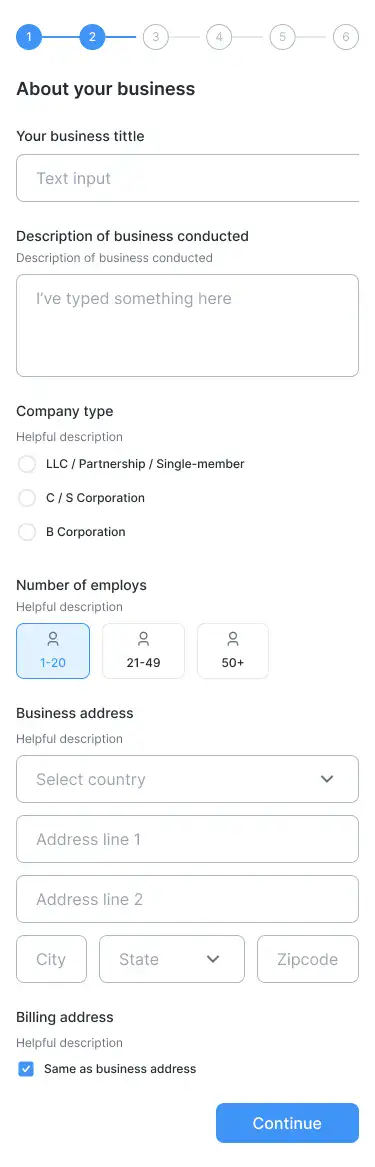 1 2 3 4 5 6
About your business
Your business tittle
Text input
Description of business conducted
Description of business conducted
I've typed something here
Company type
Helpful description
LLC / Partnership / Single-member
C / S Corporation
B Corporation
Number of employs
Helpful description
1-20 21-49 50+
Business address
Helpful description
Select country
Address line 1
Address line 2
City State Zipcode
Billing address
Helpful description
Same as business address
Continue